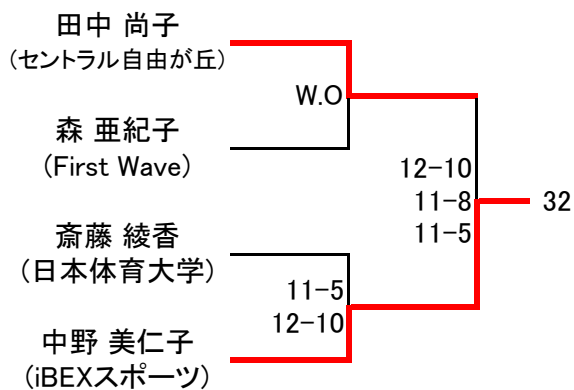 田中 尚子
(セントラル自由が丘)
W.O
森 亜紀子
(First Wave)
12-10
11-8
11-5
32
斎藤 綾香
(日本体育大学)
11-5
12-10
中野 美仁子
(iBEXスポーツ)